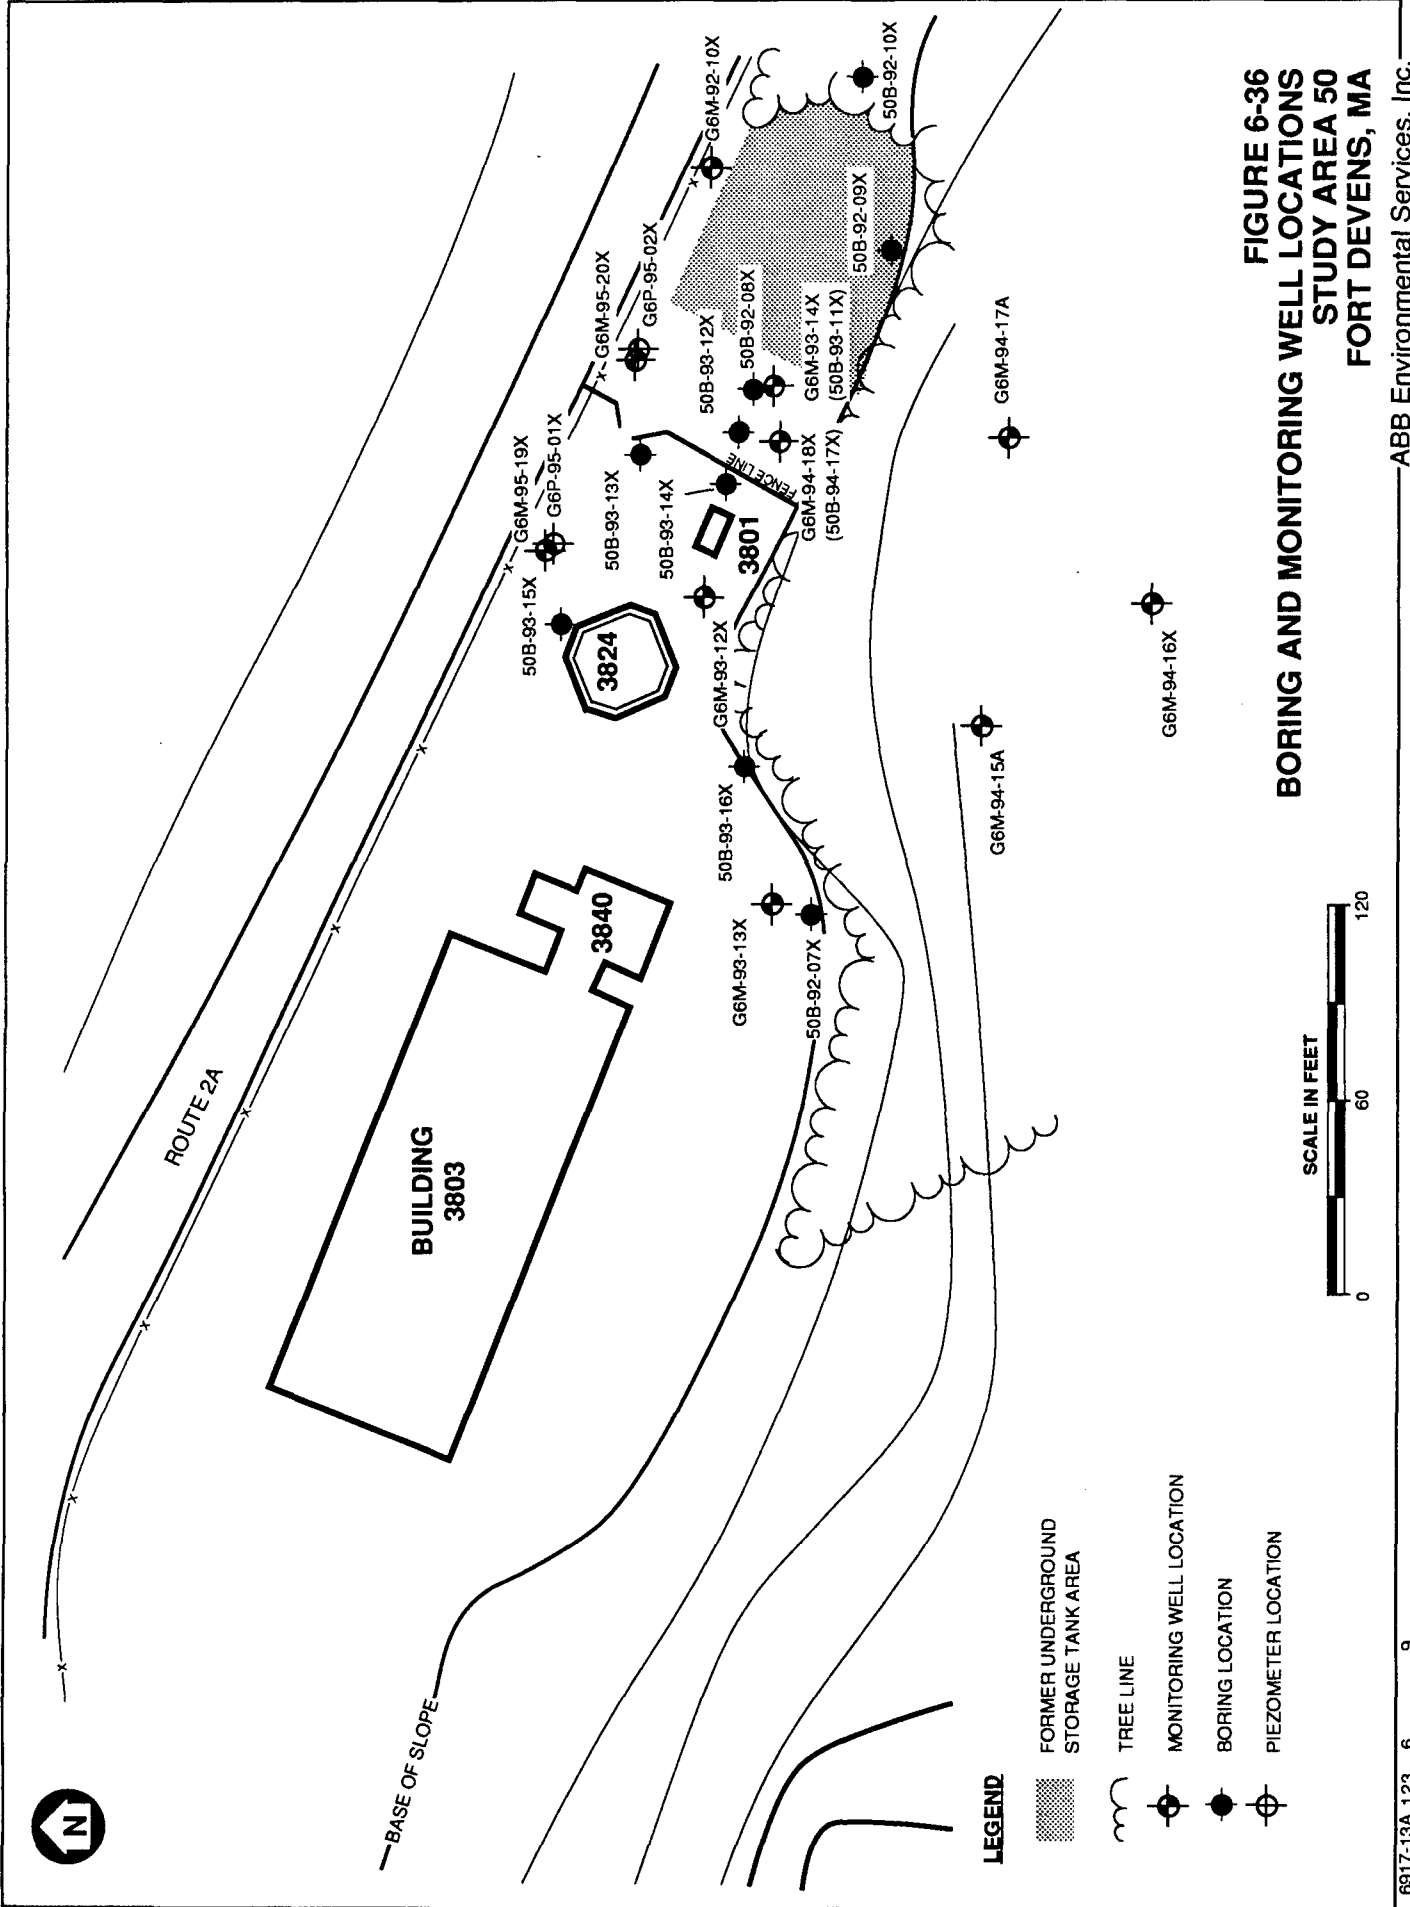 N
ROUTE 2A
BUILDING
3803
3840
3824
3801
FENCE LINE
BASE OF SLOPE
G6M-92-10X
50B-92-10X
G6M-95-20X
G6P-95-02X
50B-92-09X
50B-92-08X
50B-93-12X
G6M-93-14X
(50B-93-11X)
G6M-95-19X
G6P-95-01X
50B-93-13X
50B-93-14X
G6M-94-18X
(50B-94-17X)
50B-93-15X
G6M-93-12X
50B-93-16X
G6M-93-13X
50B-92-07X
G6M-94-17A
G6M-94-16X
G6M-94-15A
LEGEND
FORMER UNDERGROUND
STORAGE TANK AREA
TREE LINE
MONITORING WELL LOCATION
BORING LOCATION
PIEZOMETER LOCATION
SCALE IN FEET
0 60 120
FIGURE 6-36
BORING AND MONITORING WELL LOCATIONS
STUDY AREA 50
FORT DEVENS, MA
ABB Environmental Services, Inc.
6917-13A 123 6 9